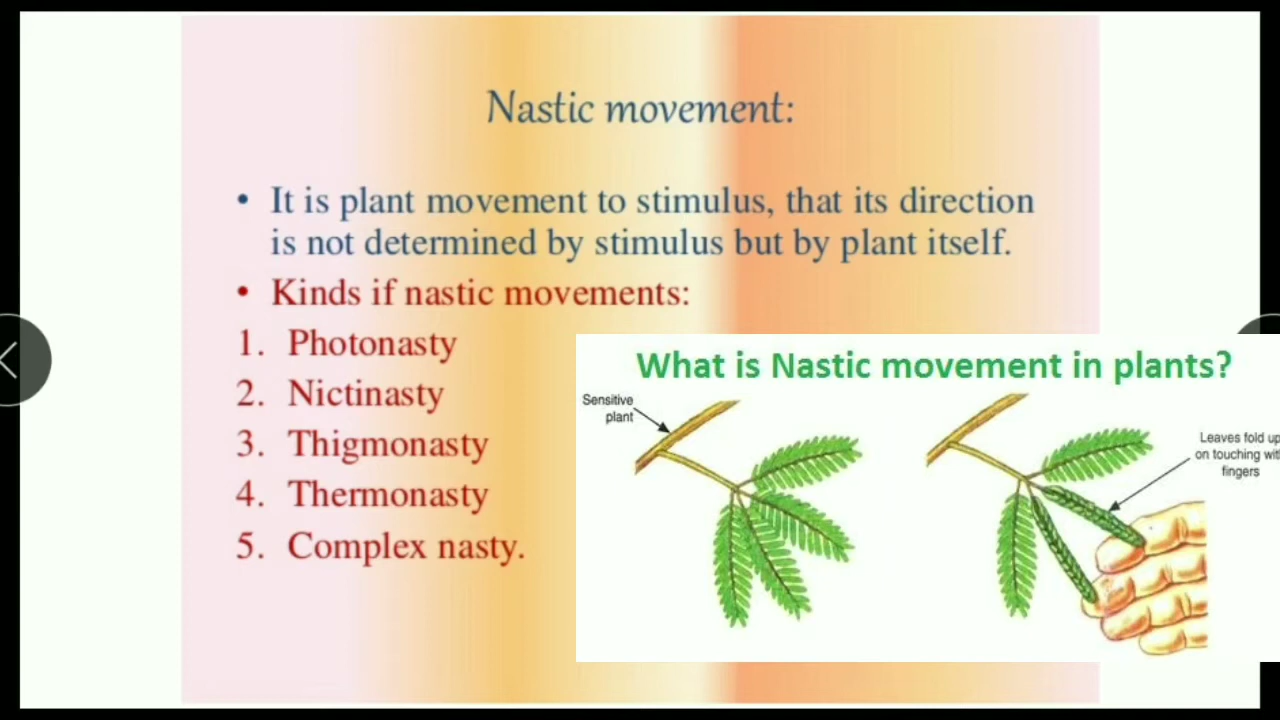 Nastic movement:
• It is plant movement to stimulus, that its direction
is not determined by stimulus but by plant itself.
• Kinds if nastic movements:
1. Photonasty
2. Nictinasty
3. Thigmonasty
4. Thermonasty
5. Complex nasty.
What is Nastic movement in plants?
Sensitive
plant
Leaves fold up
on touching wit
fingers